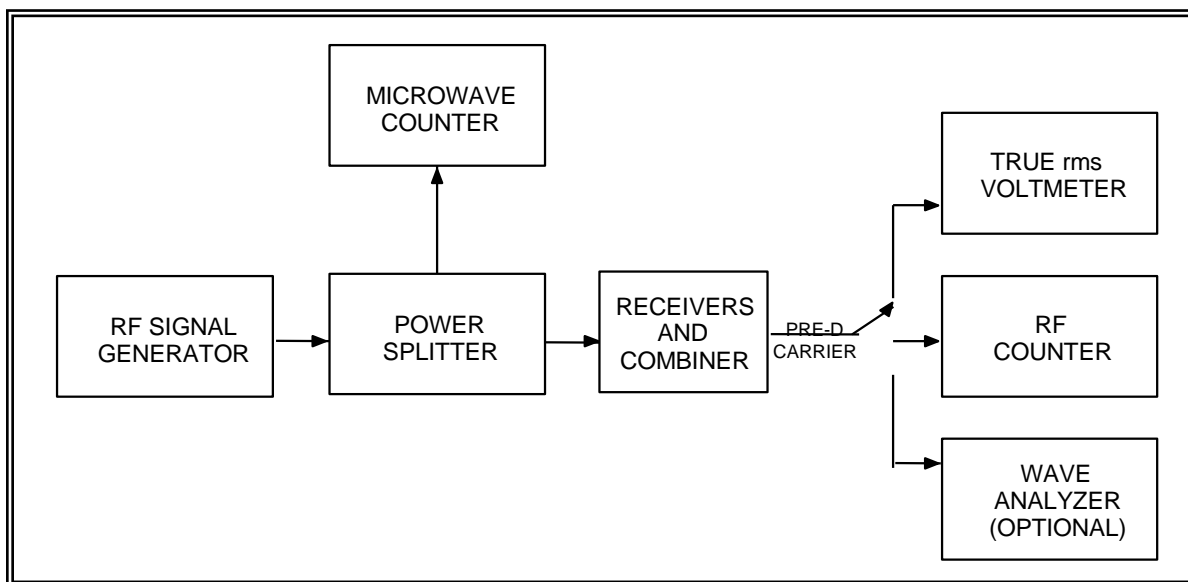 MICROWAVE
COUNTER
TRUE rms
VOLTMETER
RF SIGNAL
GENERATOR
POWER
SPLITTER
RECEIVERS
AND
COMBINER
PRE-D
CARRIER
RF
COUNTER
WAVE
ANALYZER
(OPTIONAL)